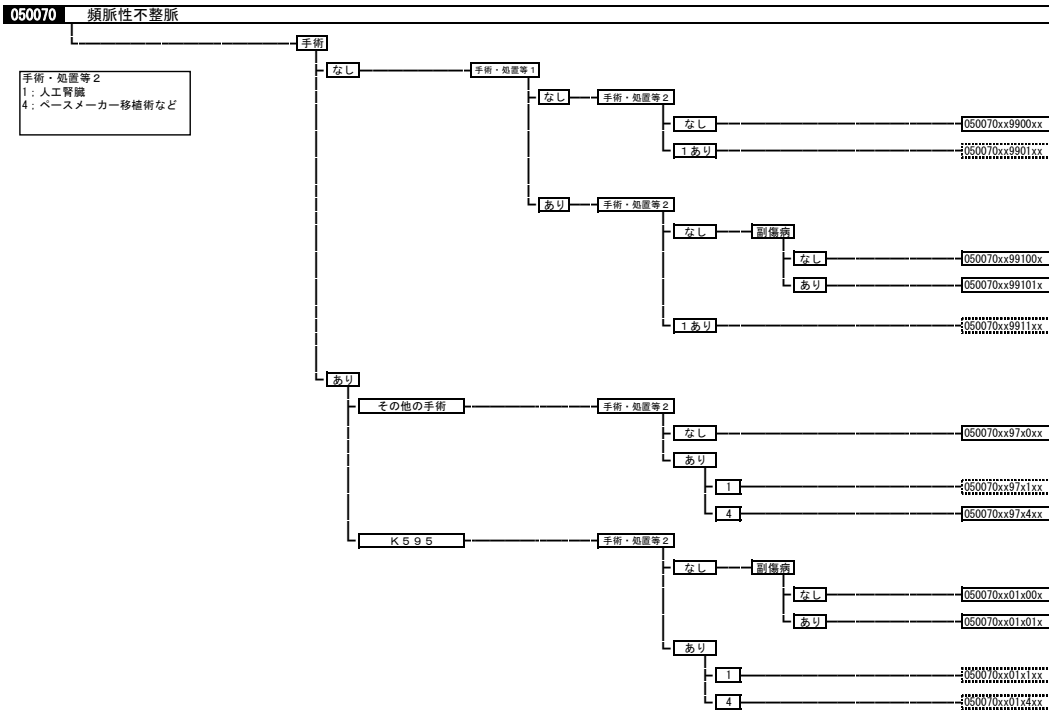 050070 頻脈性不整脈
手術
手術・処置等2
1；人工腎臓
4；ペースメーカー移植術など
なし 手術・処置等1
なし 手術・処置等2
なし 050070xx9900xx
1あり 050070xx9901xx
あり 手術・処置等2
なし 副傷病
なし 050070xx99100x
あり 050070xx99101x
1あり 050070xx9911xx
あり
その他の手術 手術・処置等2
なし 050070xx97x0xx
あり
1 050070xx97x1xx
4 050070xx97x4xx
K595 手術・処置等2
なし 副傷病
なし 050070xx01x00x
あり 050070xx01x01x
あり
1 050070xx01x1xx
4 050070xx01x4xx